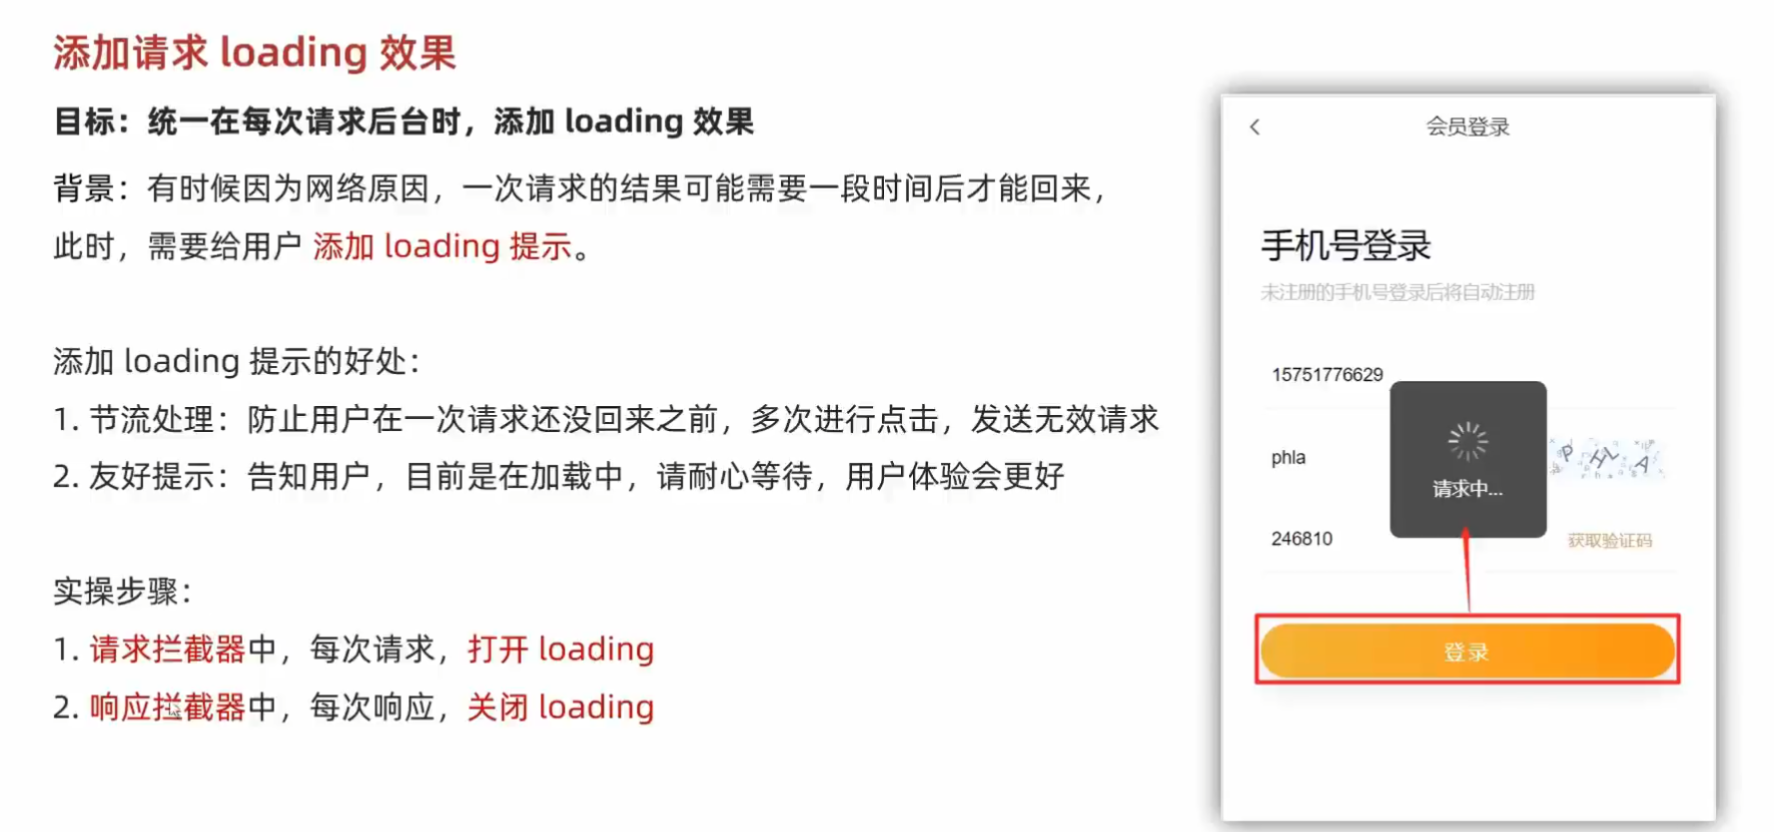 添加请求 loading 效果
目标：统一在每次请求后台时，添加 loading 效果
背景：有时候因为网络原因，一次请求的结果可能需要一段时间后才能回来，
此时，需要给用户 添加 loading 提示。
添加 loading 提示的好处：
1. 节流处理：防止用户在一次请求还没回来之前，多次进行点击，发送无效请求
2. 友好提示：告知用户，目前是在加载中，请耐心等待，用户体验会更好
实操步骤：
1. 请求拦截器中，每次请求，打开 loading
2. 响应拦截器中，每次响应，关闭 loading
会员登录
手机号登录
未注册的手机号登录后将自动注册
15751776629
phla
PHLA
请求中...
246810
获取验证码
登录